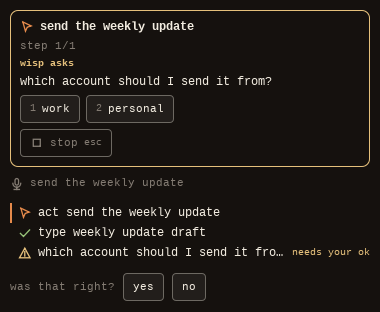 send the weekly update
step 1/1
wisp asks
which account should I send it from?
1 work 2 personal
stop esc
send the weekly update
act send the weekly update
type weekly update draft
which account should I send it fro… needs your ok
was that right? yes no